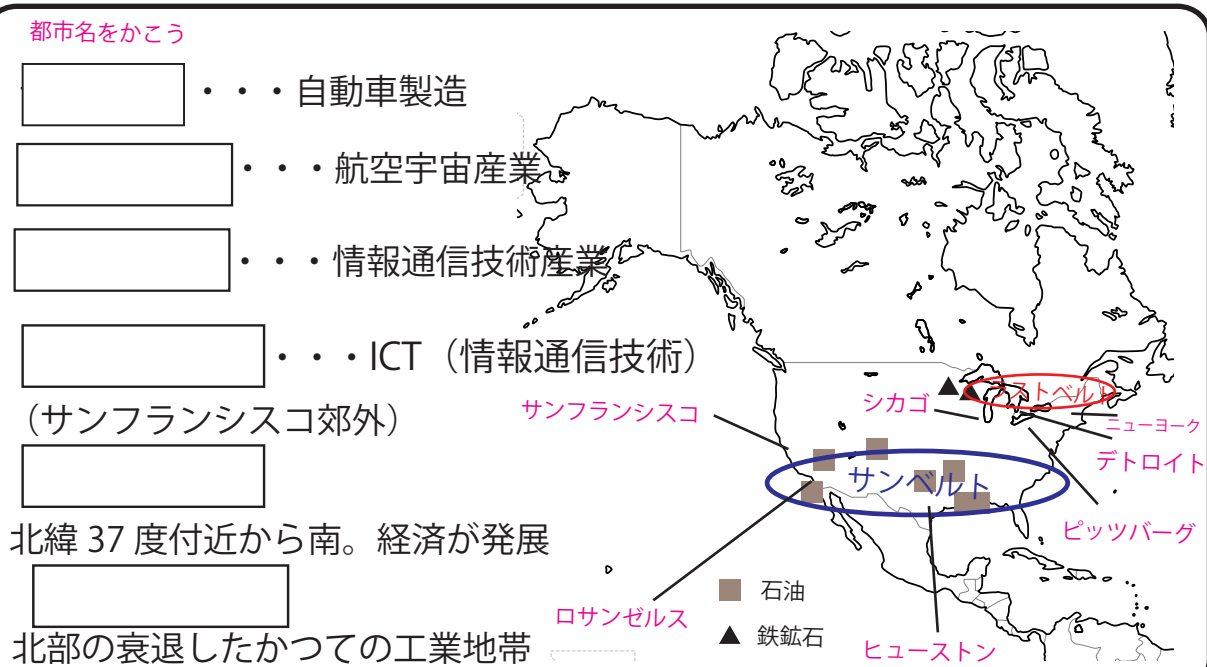 都市名をかこう
・・・自動車製造
・・・航空宇宙産業
・・・情報通信技術産業
・・・ICT（情報通信技術）
（サンフランシスコ郊外）
北緯 37 度付近から南。経済が発展
北部の衰退したかつての工業地帯
サンフランシスコ
シカゴ
ラストベルト
ニューヨーク
デトロイト
サンベルト
ピッツバーグ
ロサンゼルス
ヒューストン
石油
鉄鉱石